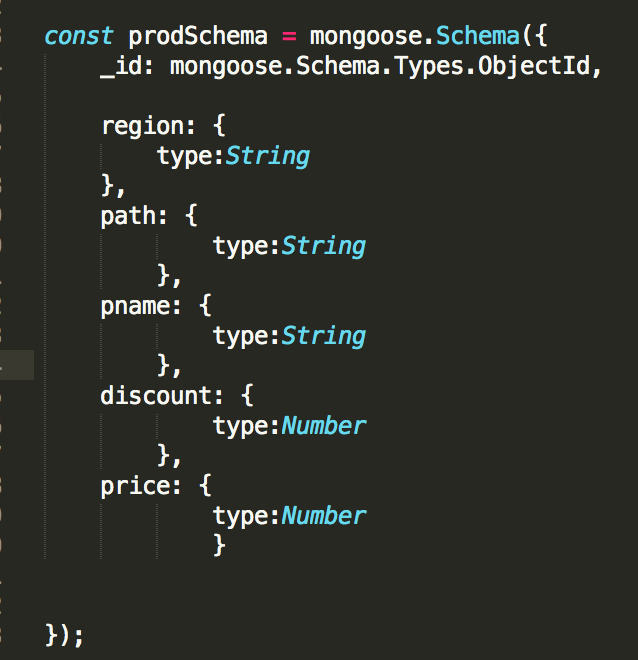 const prodSchema = mongoose.Schema({
_id: mongoose.Schema.Types.ObjectId,
region: {
type:String
},
path: {
type:String
},
pname: {
type:String
},
discount: {
type:Number
},
price: {
type:Number
}
});